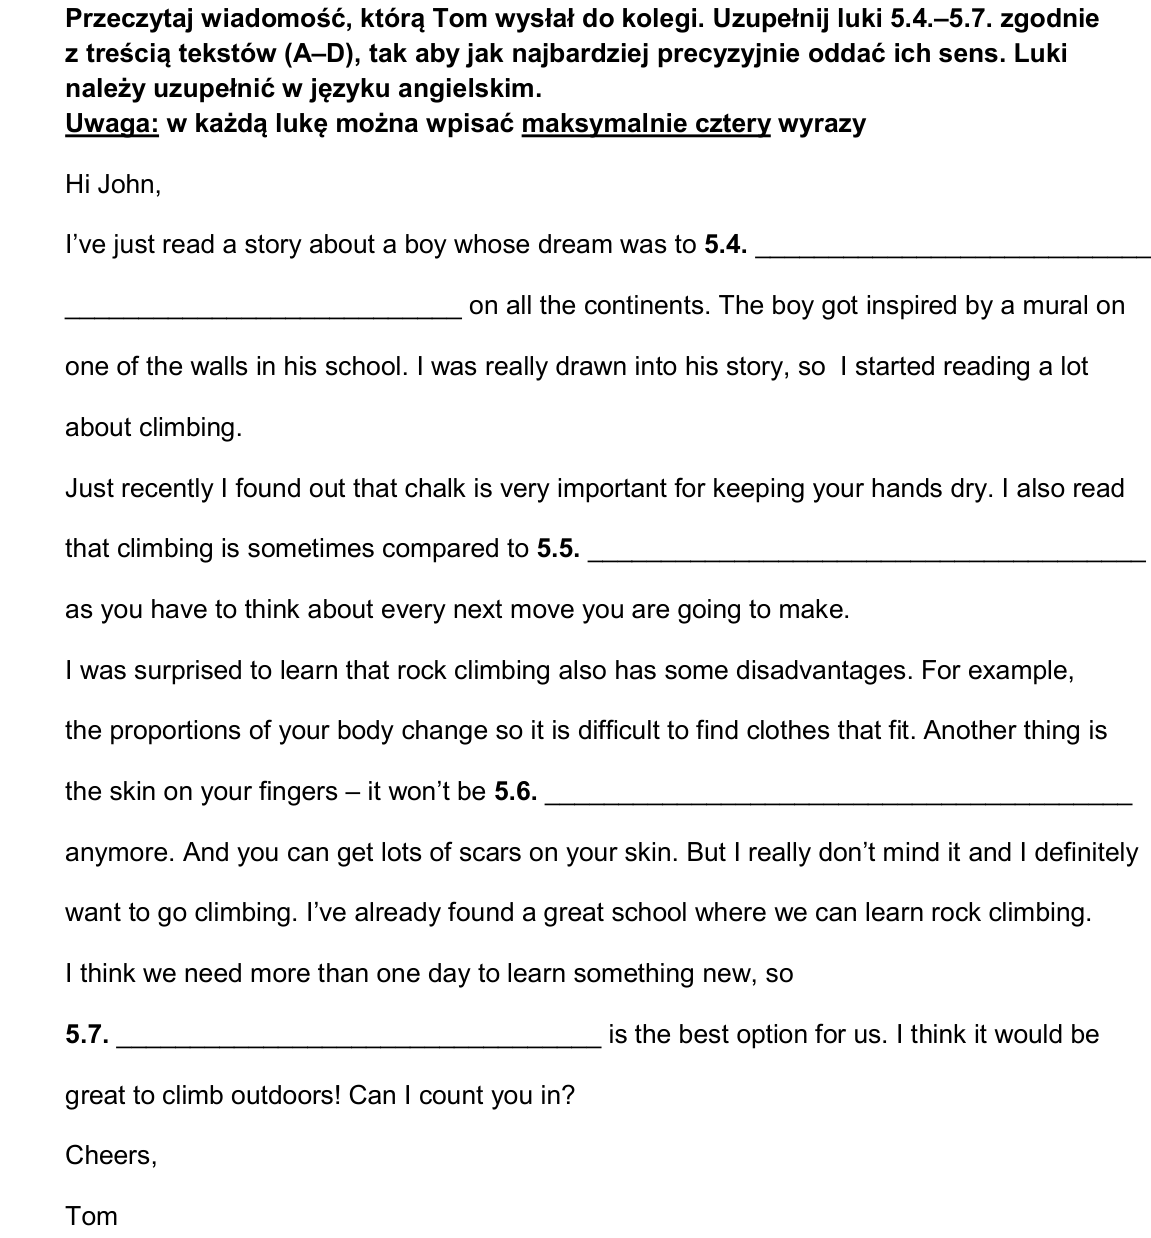 Przeczytaj wiadomość, którą Tom wysłał do kolegi. Uzupełnij luki 5.4.–5.7. zgodnie
z treścią tekstów (A–D), tak aby jak najbardziej precyzyjnie oddać ich sens. Luki
należy uzupełnić w języku angielskim.
Uwaga: w każdą lukę można wpisać maksymalnie cztery wyrazy
Hi John,
I've just read a story about a boy whose dream was to 5.4. ____________________________
____________________________ on all the continents. The boy got inspired by a mural on
one of the walls in his school. I was really drawn into his story, so  I started reading a lot
about climbing.
Just recently I found out that chalk is very important for keeping your hands dry. I also read
that climbing is sometimes compared to 5.5. _______________________________________
as you have to think about every next move you are going to make.
I was surprised to learn that rock climbing also has some disadvantages. For example,
the proportions of your body change so it is difficult to find clothes that fit. Another thing is
the skin on your fingers – it won't be 5.6. _________________________________________
anymore. And you can get lots of scars on your skin. But I really don't mind it and I definitely
want to go climbing. I've already found a great school where we can learn rock climbing.
I think we need more than one day to learn something new, so
5.7. __________________________________ is the best option for us. I think it would be
great to climb outdoors! Can I count you in?
Cheers,
Tom